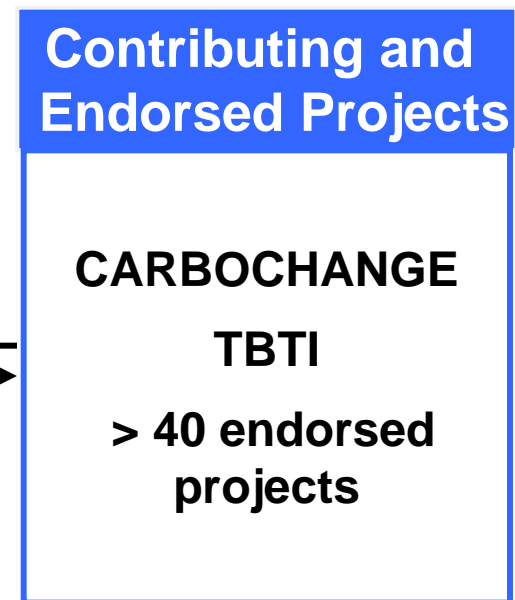 Contributing and
Endorsed Projects
CARBOCHANGE
TBTI
> 40 endorsed
projects